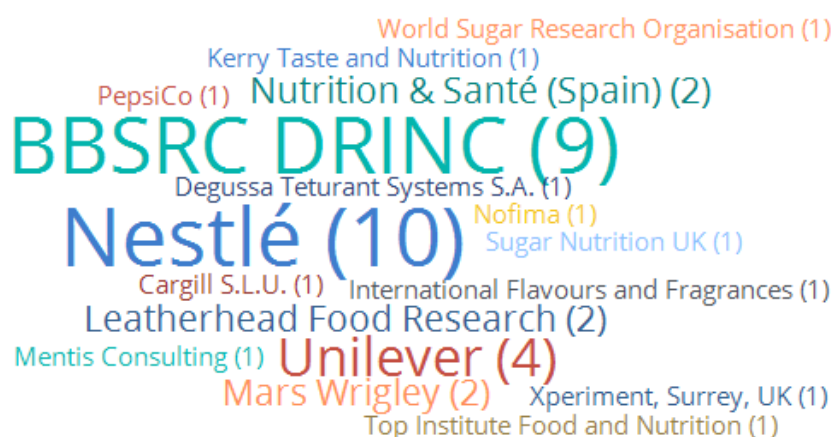 World Sugar Research Organisation (1)
Kerry Taste and Nutrition (1)
PepsiCo (1) Nutrition & Santé (Spain) (2)
BBSRC DRINC (9)
Degussa Teturant Systems S.A. (1)
Nestlé (10) Nofima (1)
Sugar Nutrition UK (1)
Cargill S.L.U. (1) International Flavours and Fragrances (1)
Leatherhead Food Research (2)
Mentis Consulting (1) Unilever (4)
Mars Wrigley (2) Xperiment, Surrey, UK (1)
Top Institute Food and Nutrition (1)